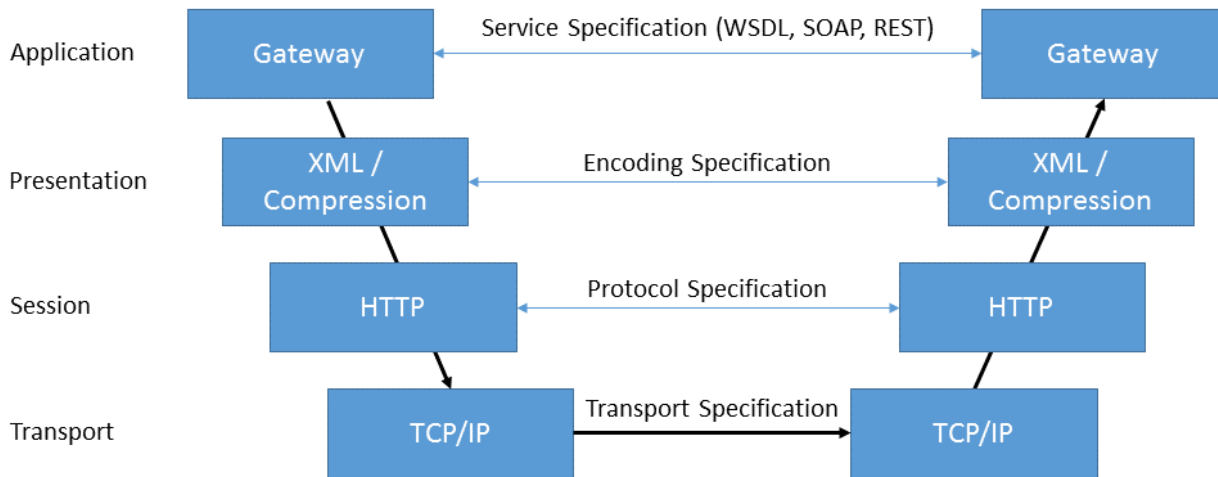 Application
Gateway
Service Specification (WSDL, SOAP, REST)
Gateway
Presentation
XML /
Compression
Encoding Specification
XML /
Compression
Session
HTTP
Protocol Specification
HTTP
Transport
TCP/IP
Transport Specification
TCP/IP